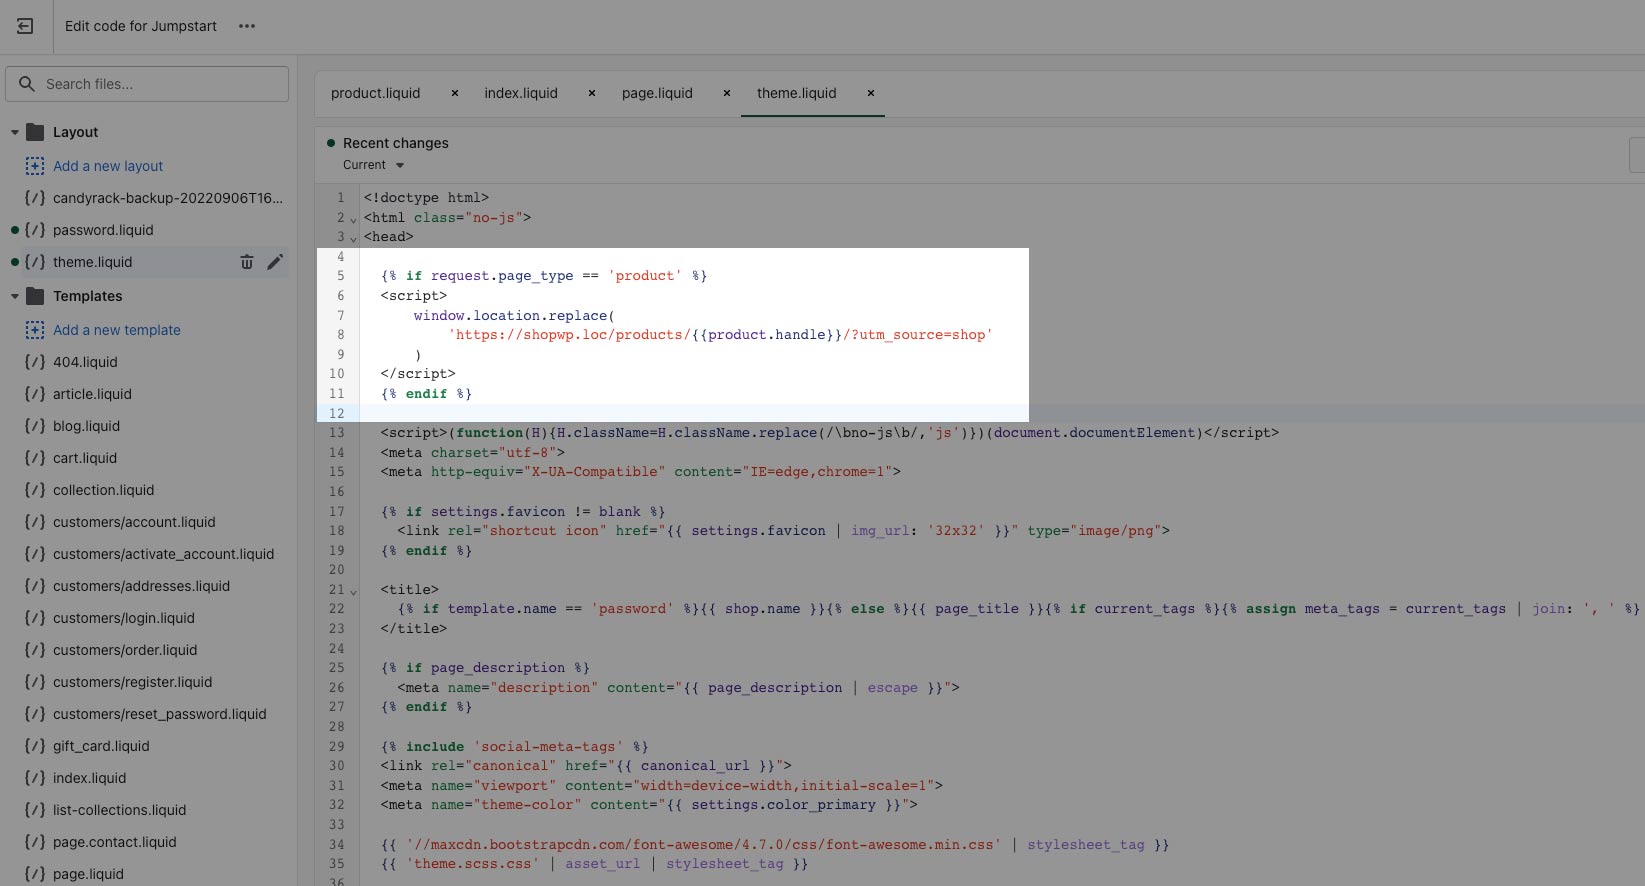 Edit code for Jumpstart ...
Search files...
Layout
Add a new layout
{/} candyrack-backup-20220906T16...
{/} password.liquid
{/} theme.liquid
Templates
Add a new template
{/} 404.liquid
{/} article.liquid
{/} blog.liquid
{/} cart.liquid
{/} collection.liquid
{/} customers/account.liquid
{/} customers/activate_account.liquid
{/} customers/addresses.liquid
{/} customers/login.liquid
{/} customers/order.liquid
{/} customers/register.liquid
{/} customers/reset_password.liquid
{/} gift_card.liquid
{/} index.liquid
{/} list-collections.liquid
{/} page.contact.liquid
{/} page.liquid
product.liquid × index.liquid × page.liquid × theme.liquid ×
Recent changes
Current
1 <!doctype html>
2 <html class="no-js">
3 <head>
4
5 {% if request.page_type == 'product' %}
6 <script>
7 window.location.replace(
8 'https://shopwp.loc/products/{{product.handle}}/?utm_source=shop'
9 )
10 </script>
11 {% endif %}
12
13 <script>(function(H){H.className=H.className.replace(/\bno-js\b/,'js')})(document.documentElement)</script>
14 <meta charset="utf-8">
15 <meta http-equiv="X-UA-Compatible" content="IE=edge,chrome=1">
16
17 {% if settings.favicon != blank %}
18 <link rel="shortcut icon" href="{{ settings.favicon | img_url: '32x32' }}" type="image/png">
19 {% endif %}
20
21 <title>
22 {% if template.name == 'password' %}{{ shop.name }}{% else %}{{ page_title }}{% if current_tags %}{% assign meta_tags = current_tags | join: ', ' %}
23 </title>
24
25 {% if page_description %}
26 <meta name="description" content="{{ page_description | escape }}">
27 {% endif %}
28
29 {% include 'social-meta-tags' %}
30 <link rel="canonical" href="{{ canonical_url }}">
31 <meta name="viewport" content="width=device-width,initial-scale=1">
32 <meta name="theme-color" content="{{ settings.color_primary }}">
33
34 {{ '//maxcdn.bootstrapcdn.com/font-awesome/4.7.0/css/font-awesome.min.css' | stylesheet_tag }}
35 {{ 'theme.scss.css' | asset_url | stylesheet_tag }}
36